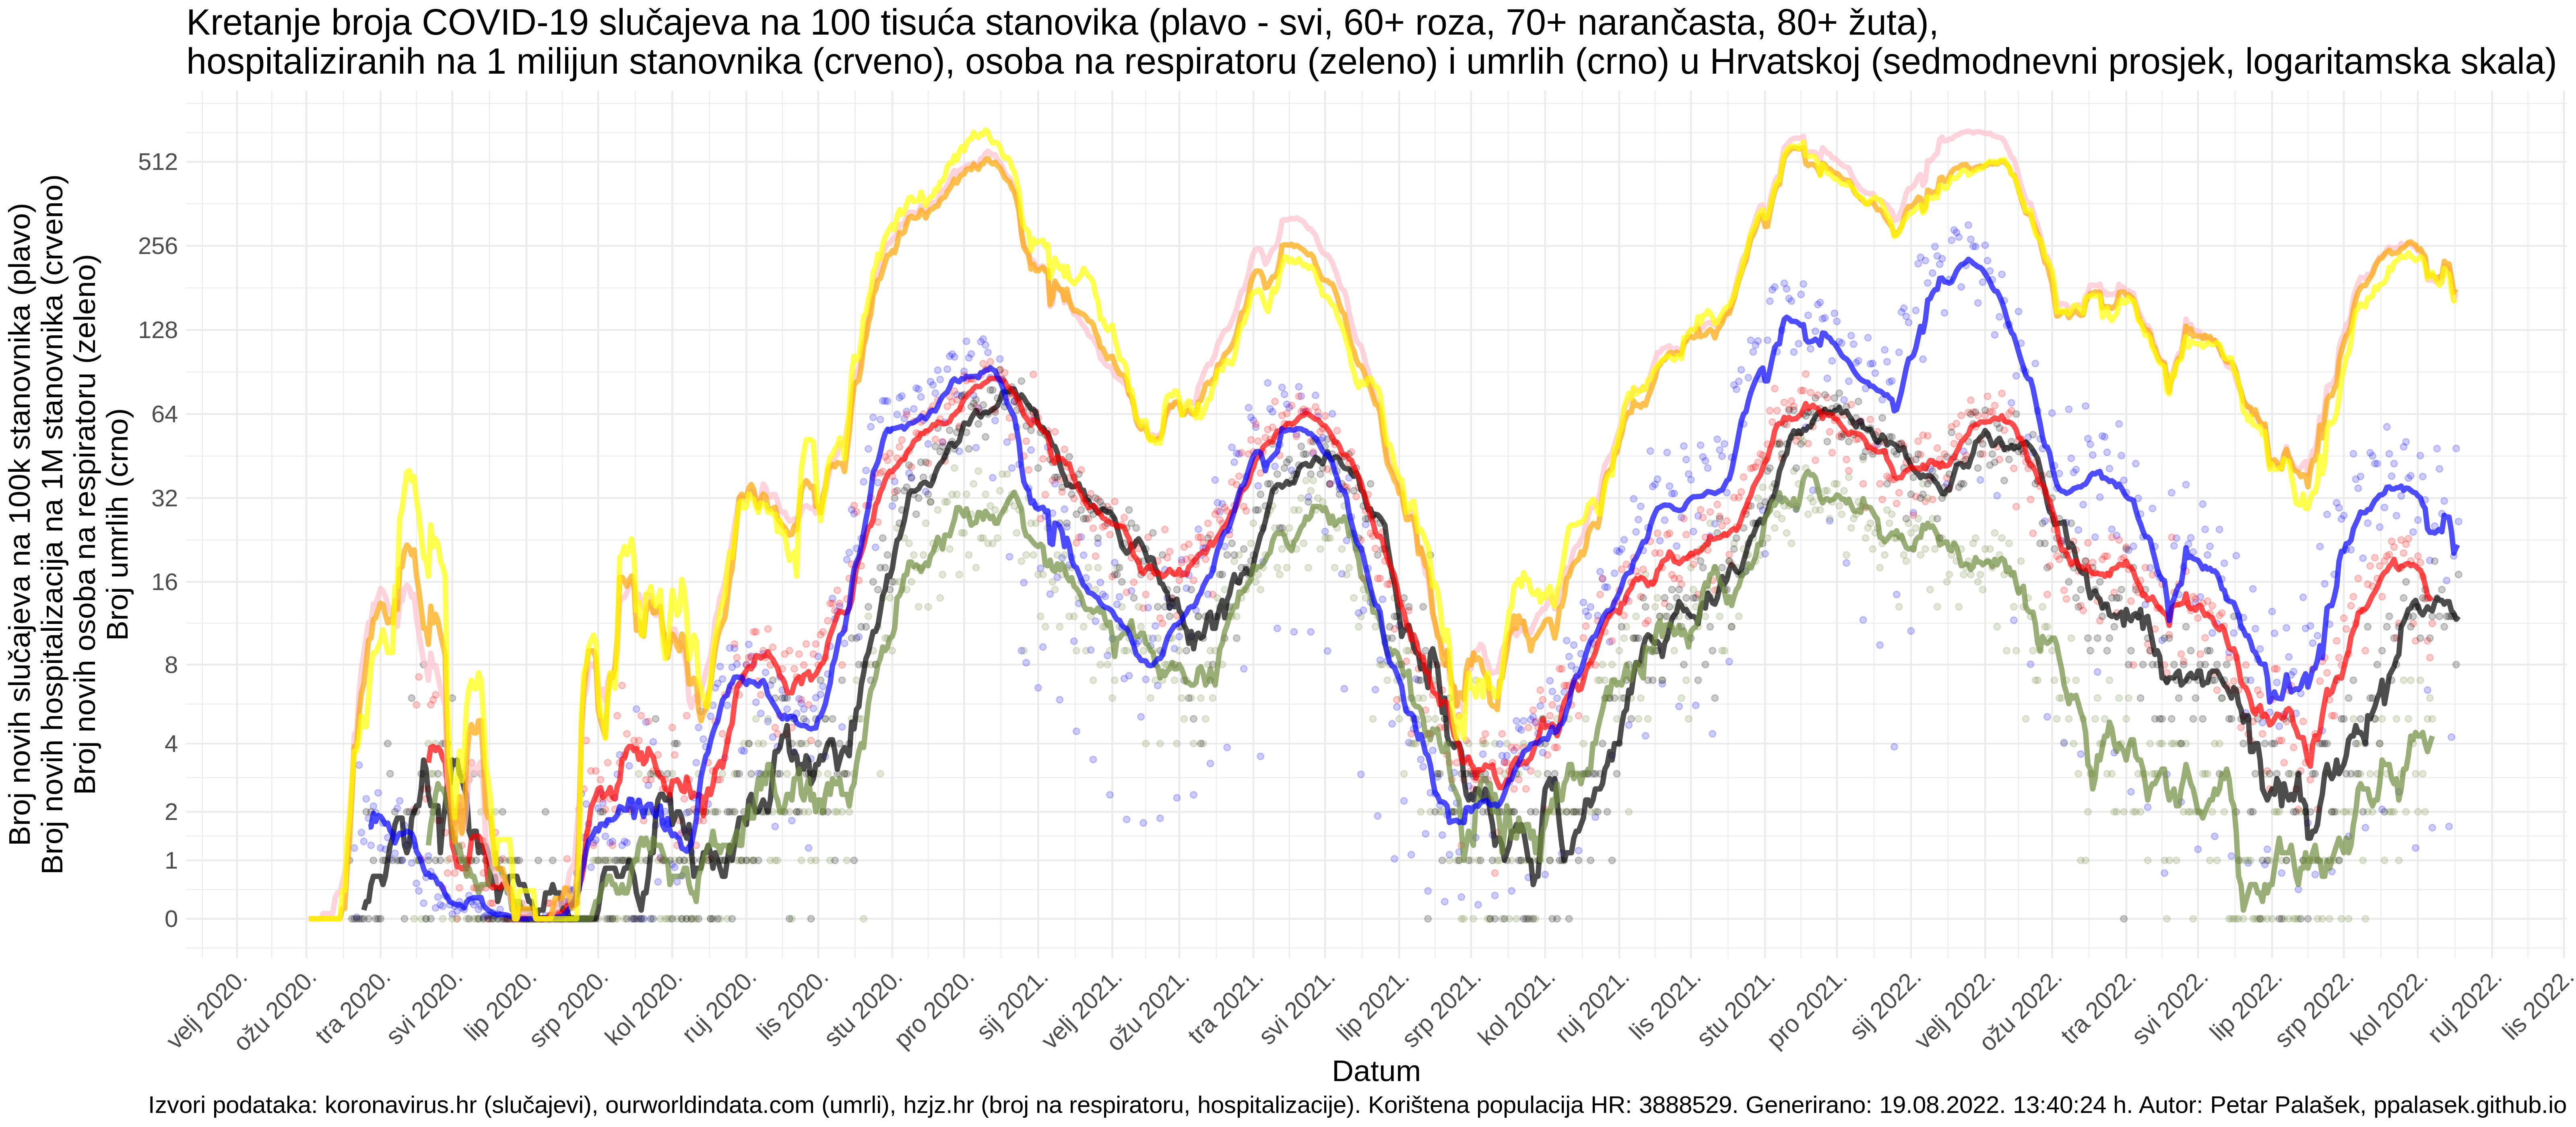 Kretanje broja COVID-19 slučajeva na 100 tisuća stanovika (plavo - svi, 60+ roza, 70+ narančasta, 80+ žuta),
hospitaliziranih na 1 milijun stanovnika (crveno), osoba na respiratoru (zeleno) i umrlih (crno) u Hrvatskoj (sedmodnevni prosjek, logaritamska skala)
Broj novih slučajeva na 100k stanovnika (plavo)
Broj novih hospitalizacija na 1M stanovnika (crveno)
Broj novih osoba na respiratoru (zeleno)
Broj umrlih (crno)
512
256
128
64
32
16
8
4
2
1
0
velj 2020.
ožu 2020.
tra 2020.
svi 2020.
lip 2020.
srp 2020.
kol 2020.
ruj 2020.
lis 2020.
stu 2020.
pro 2020.
sij 2021.
velj 2021.
ožu 2021.
tra 2021.
svi 2021.
lip 2021.
srp 2021.
kol 2021.
ruj 2021.
lis 2021.
stu 2021.
pro 2021.
sij 2022.
velj 2022.
ožu 2022.
tra 2022.
svi 2022.
lip 2022.
srp 2022.
kol 2022.
ruj 2022.
lis 2022.
Datum
Izvori podataka: koronavirus.hr (slučajevi), ourworldindata.com (umrli), hzjz.hr (broj na respiratoru, hospitalizacije). Korištena populacija HR: 3888529. Generirano: 19.08.2022. 13:40:24 h. Autor: Petar Palašek, ppalasek.github.io